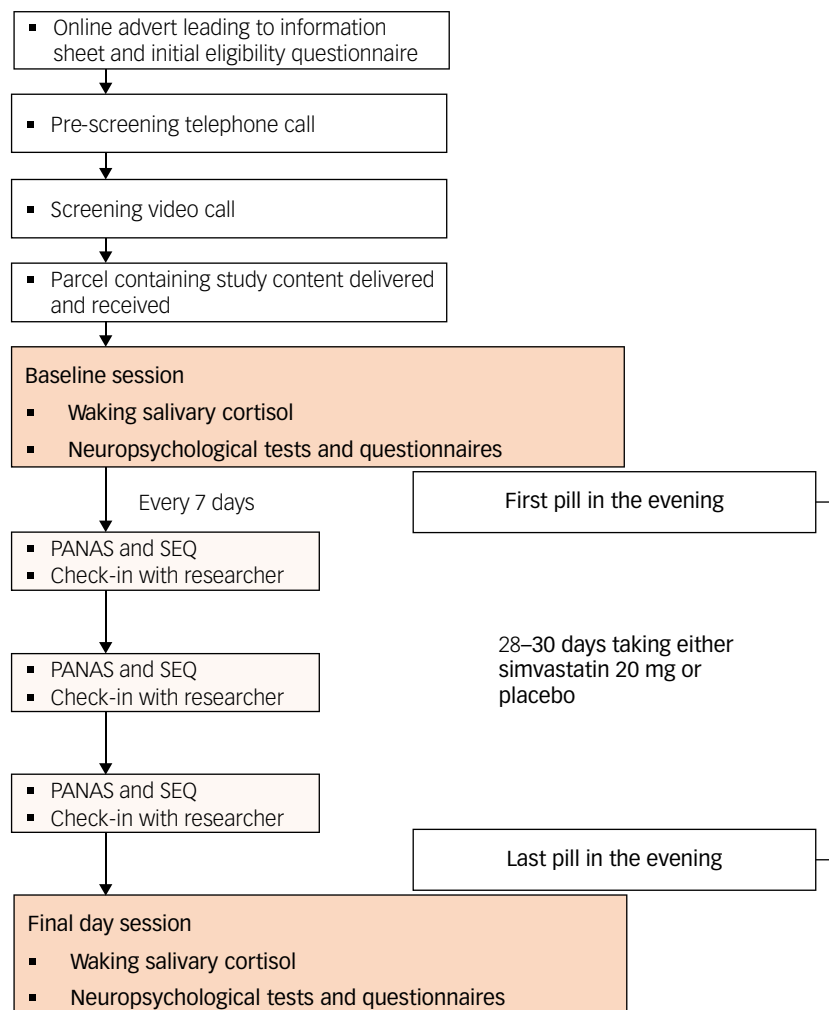 ▪ Online advert leading to information
sheet and initial eligibility questionnaire
▪ Pre-screening telephone call
▪ Screening video call
▪ Parcel containing study content delivered
and received
Baseline session
▪ Waking salivary cortisol
▪ Neuropsychological tests and questionnaires
Every 7 days
First pill in the evening
▪ PANAS and SEQ
▪ Check-in with researcher
28–30 days taking either
simvastatin 20 mg or
placebo
▪ PANAS and SEQ
▪ Check-in with researcher
▪ PANAS and SEQ
▪ Check-in with researcher
Last pill in the evening
Final day session
▪ Waking salivary cortisol
▪ Neuropsychological tests and questionnaires